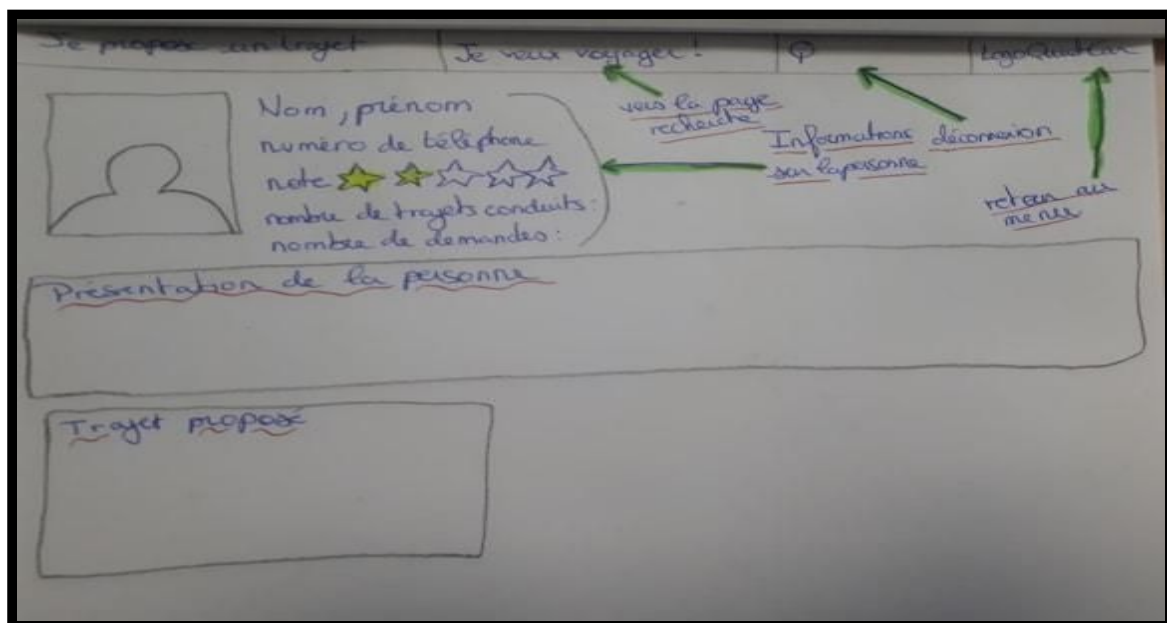 Je propose un trajet
Je veux voyager !
Logo
Nom, prénom
numéro de téléphone
note
nombre de trajets conduits :
nombre de demandes :
vers la page
recherche
Informations
sur la personne
déconnexion
retour au
menu
Présentation de la personne
Trajet proposé